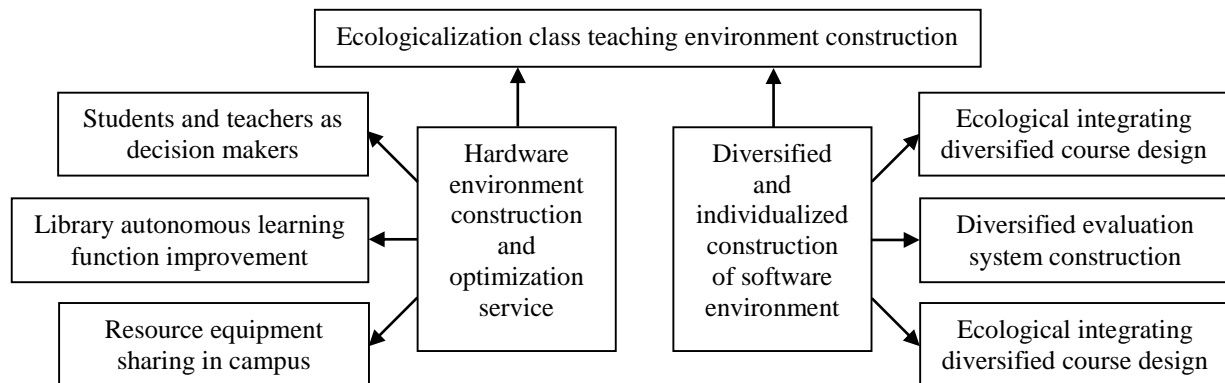 Ecologicalization class teaching environment construction
Students and teachers as
decision makers
Library autonomous learning
function improvement
Resource equipment
sharing in campus
Hardware
environment
construction
and
optimization
service
Diversified
and
individualized
construction
of software
environment
Ecological integrating
diversified course design
Diversified evaluation
system construction
Ecological integrating
diversified course design